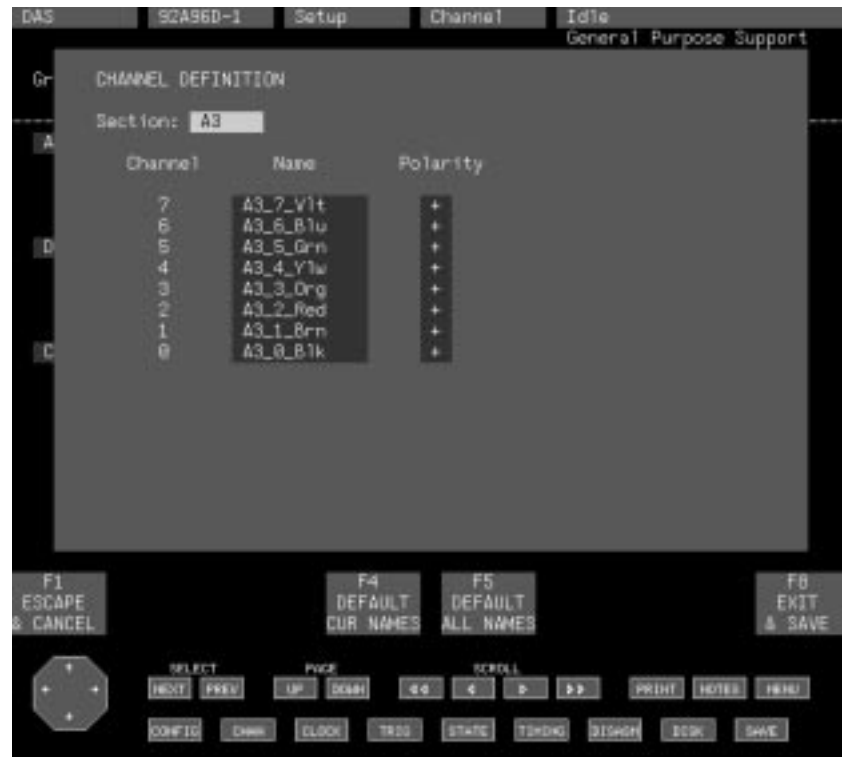 DAS 92A96D-1 Setup Channel Idle
General Purpose Support
Gr CHANNEL DEFINITION
Section: A3
A
Channel Name Polarity
7 A3_7_Vlt +
6 A3_6_Blu +
D 5 A3_5_Grn +
4 A3_4_Ylw +
3 A3_3_Org +
2 A3_2_Red +
1 A3_1_Brn +
C 0 A3_0_Blk +
F1 F4 F5 F8
ESCAPE DEFAULT DEFAULT EXIT
& CANCEL CUR NAMES ALL NAMES & SAVE
SELECT PAGE SCROLL
NEXT PREV UP DOWN PRINT NOTES MENU
CONFIG CHAN CLOCK TRIG STATE TIMING DISASM DISK SAVE